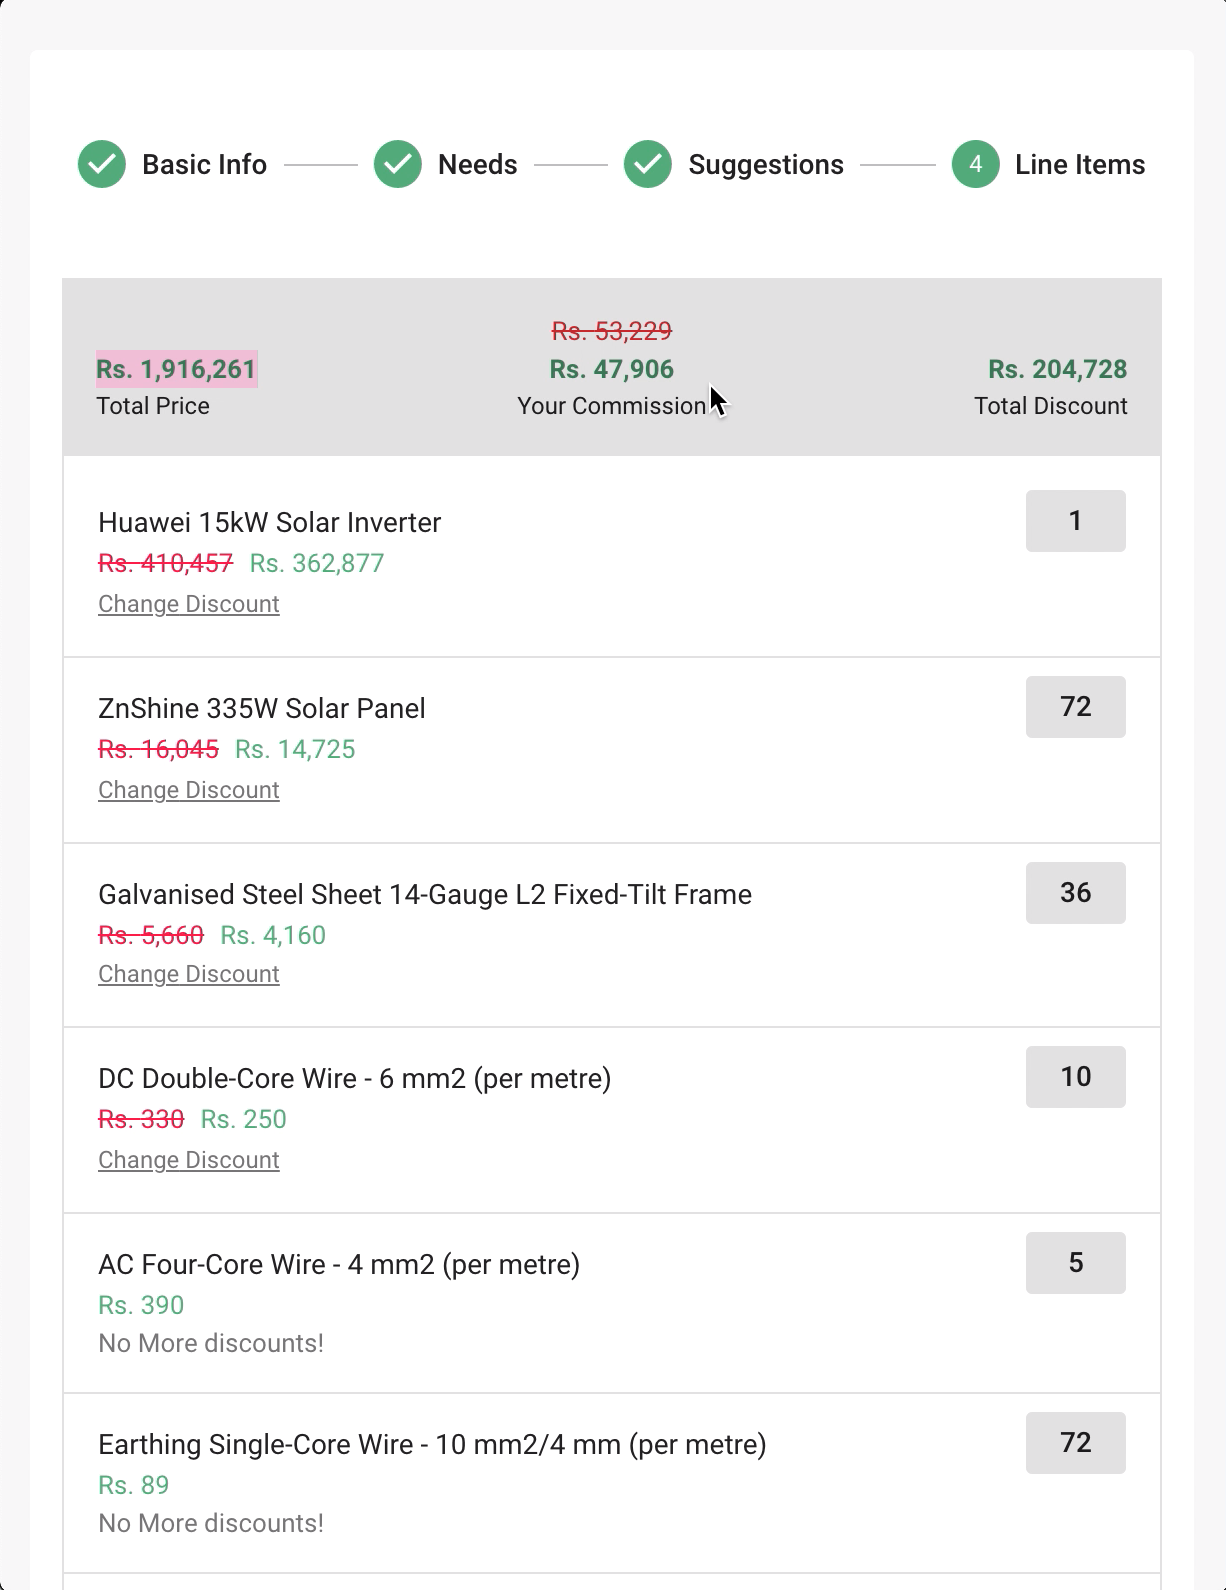 Basic Info
Needs
Suggestions
4 Line Items
Rs. 53,229
Rs. 1,916,261
Rs. 47,906
Rs. 204,728
Total Price
Your Commission
Total Discount
Huawei 15kW Solar Inverter
1
Rs. 410,457 Rs. 362,877
Change Discount
ZnShine 335W Solar Panel
72
Rs. 16,045 Rs. 14,725
Change Discount
Galvanised Steel Sheet 14-Gauge L2 Fixed-Tilt Frame
36
Rs. 5,660 Rs. 4,160
Change Discount
DC Double-Core Wire - 6 mm2 (per metre)
10
Rs. 330 Rs. 250
Change Discount
AC Four-Core Wire - 4 mm2 (per metre)
5
Rs. 390
No More discounts!
Earthing Single-Core Wire - 10 mm2/4 mm (per metre)
72
Rs. 89
No More discounts!